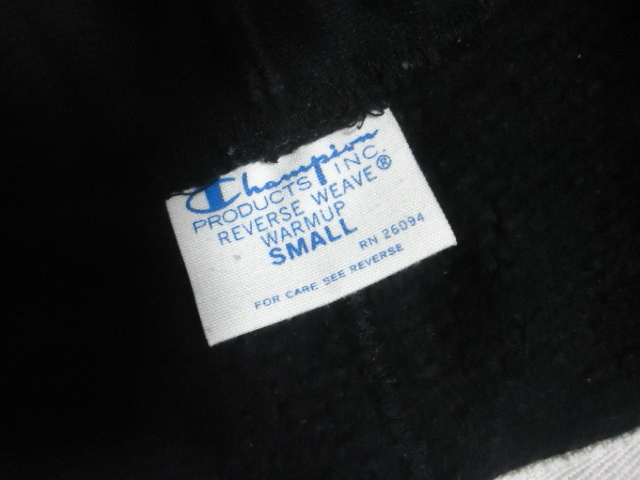 Champion
PRODUCTS INC.
REVERSE WEAVE®
WARMUP
SMALL
RN 26094
FOR CARE SEE REVERSE